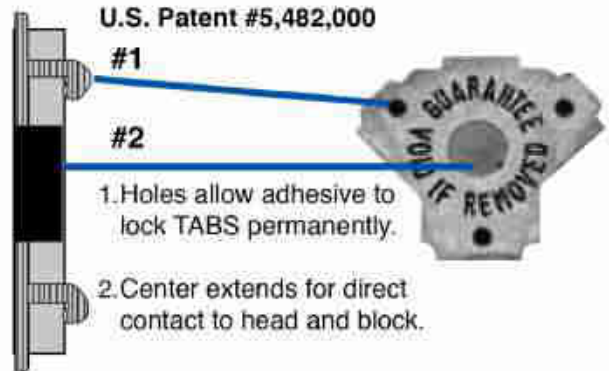 U.S. Patent #5,482,000
#1
GUARANTEE
VOID
IF REMOVED
#2
1.Holes allow adhesive to
lock TABS permanently.
2.Center extends for direct
contact to head and block.